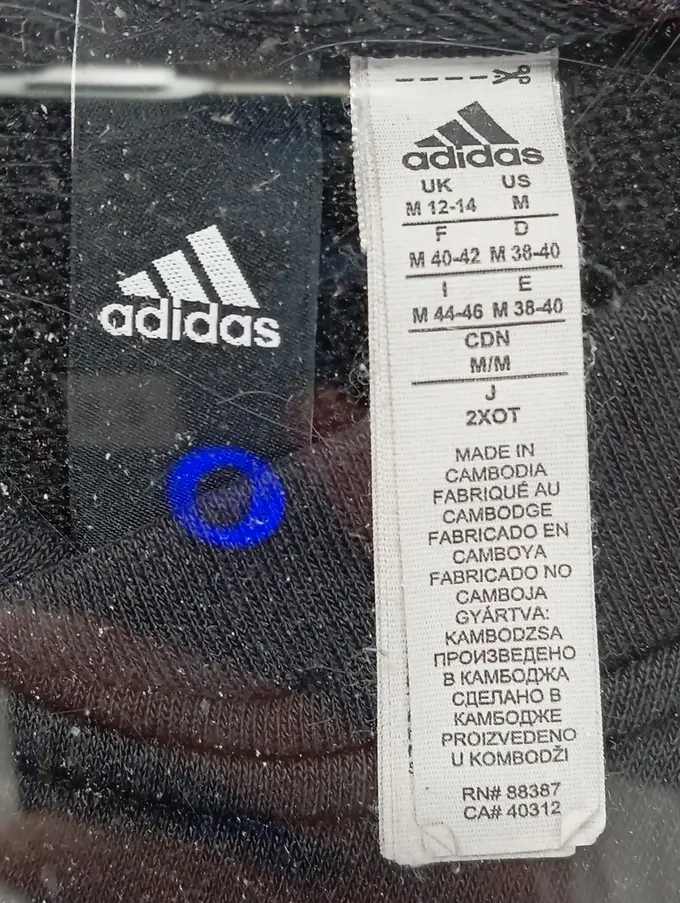 adidas
adidas
UK US
M 12-14 M
F D
M 40-42 M 38-40
I E
M 44-46 M 38-40
CDN
M/M
J
2XOT
MADE IN
CAMBODIA
FABRIQUÉ AU
CAMBODGE
FABRICADO EN
CAMBOYA
FABRICADO NO
CAMBOJA
GYÁRTVA:
KAMBODZSA
ПРОИЗВЕДЕНО
В КАМБОДЖА
СДЕЛАНО В
КАМБОДЖЕ
PROIZVEDENO
U KOMBODŽI
RN# 88387
CA# 40312